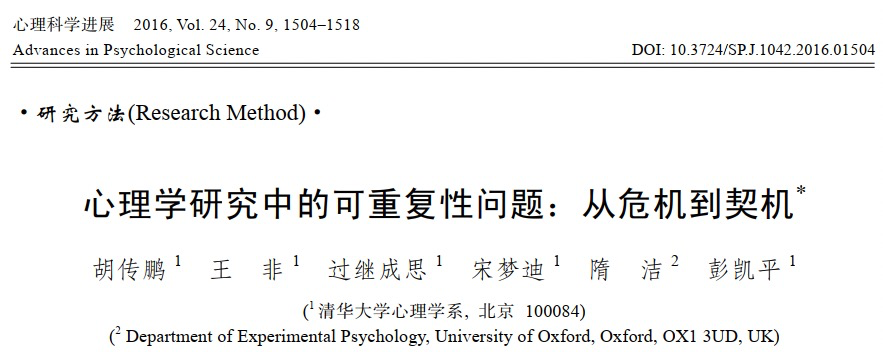 心理科学进展 2016, Vol. 24, No. 9, 1504–1518
Advances in Psychological Science DOI: 10.3724/SP.J.1042.2016.01504
·研究方法(Research Method)·
心理学研究中的可重复性问题：从危机到契机*
胡传鹏1 王 非1 过继成思1 宋梦迪1 隋 洁2 彭凯平1
(1 清华大学心理学系, 北京 100084)
(2 Department of Experimental Psychology, University of Oxford, Oxford, OX1 3UD, UK)